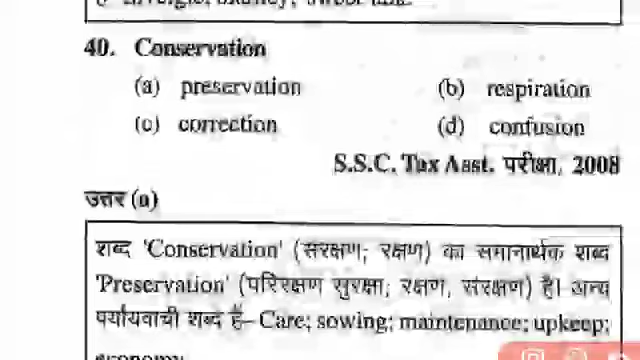 40. Conservation
(a) preservation (b) respiration
(c) correction (d) confusion
S.S.C. Tax Asst. परीक्षा, 2008
उत्तर (a)
शब्द 'Conservation' (संरक्षण; रक्षण) का समानार्थक शब्द
'Preservation' (परिरक्षण सुरक्षा; रक्षण, संरक्षण) है। अन्य
पर्यायवाची शब्द हैं– Care; sowing; maintenance; upkeep;
economy